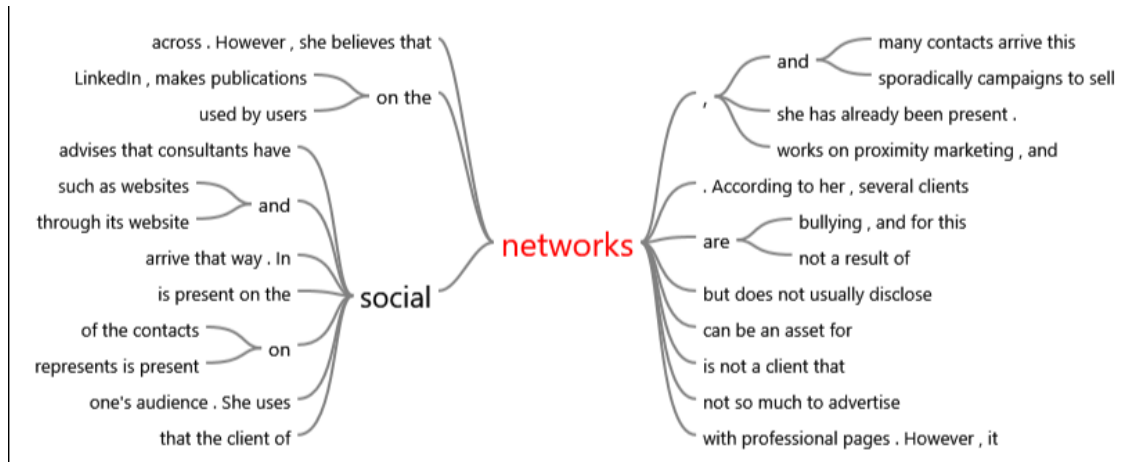 across . However , she believes that
LinkedIn , makes publications
on the
used by users
advises that consultants have
such as websites
and
through its website
arrive that way . In
is present on the
social
of the contacts
on
represents is present
one's audience . She uses
that the client of
networks
many contacts arrive this
and
sporadically campaigns to sell
,
she has already been present .
works on proximity marketing , and
. According to her , several clients
bullying , and for this
are
not a result of
but does not usually disclose
can be an asset for
is not a client that
not so much to advertise
with professional pages . However , it